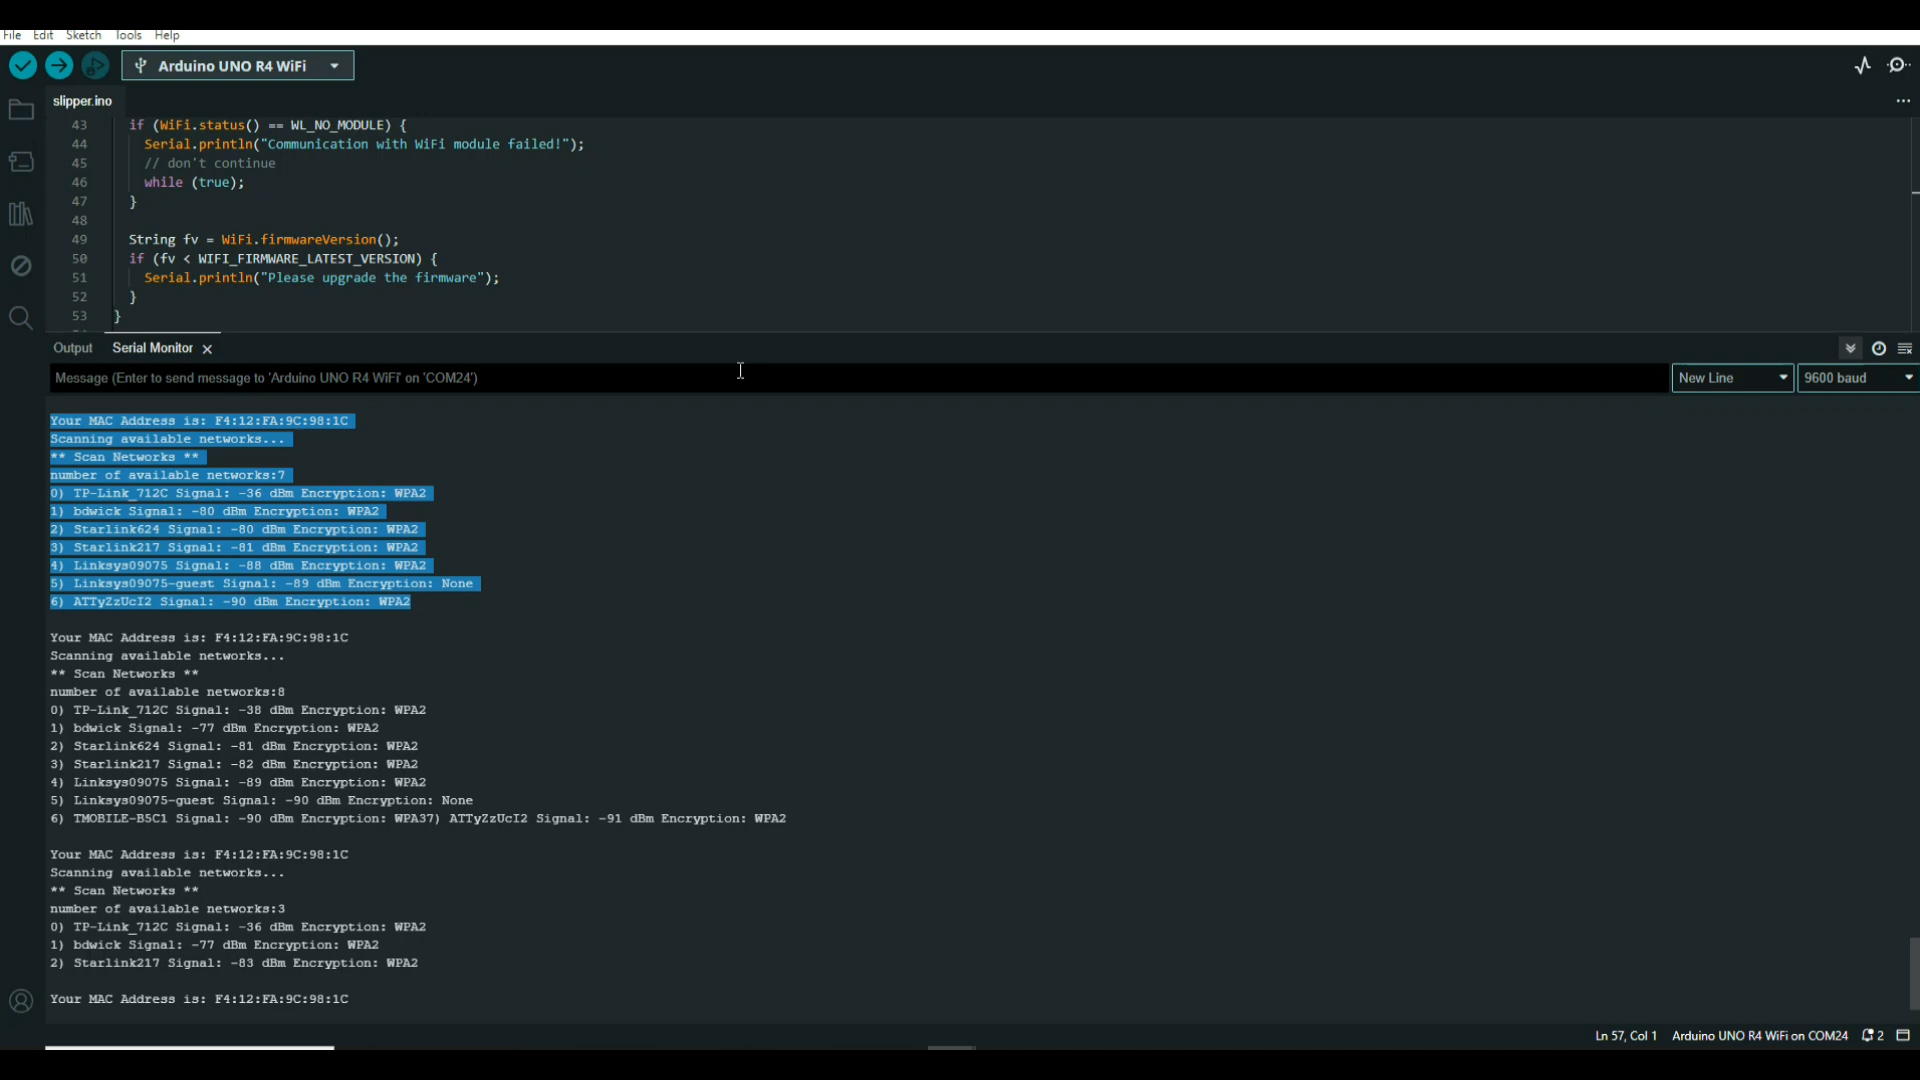 File Edit Sketch Tools Help
Arduino UNO R4 WiFi
slipper.ino
43 if (WiFi.status() == WL_NO_MODULE) {
44 Serial.println("Communication with WiFi module failed!");
45 // don't continue
46 while (true);
47 }
48
49 String fv = WiFi.firmwareVersion();
50 if (fv < WIFI_FIRMWARE_LATEST_VERSION) {
51 Serial.println("Please upgrade the firmware");
52 }
53 }
Output Serial Monitor
Message (Enter to send message to 'Arduino UNO R4 WiFi' on 'COM24') New Line 9600 baud
Your MAC Address is: F4:12:FA:9C:98:1C
Scanning available networks...
** Scan Networks **
number of available networks:7
0) TP-Link_712C Signal: -36 dBm Encryption: WPA2
1) bdwick Signal: -80 dBm Encryption: WPA2
2) Starlink624 Signal: -80 dBm Encryption: WPA2
3) Starlink217 Signal: -81 dBm Encryption: WPA2
4) Linksys09075 Signal: -88 dBm Encryption: WPA2
5) Linksys09075-guest Signal: -89 dBm Encryption: None
6) ATTyZzUcI2 Signal: -90 dBm Encryption: WPA2
Your MAC Address is: F4:12:FA:9C:98:1C
Scanning available networks...
** Scan Networks **
number of available networks:8
0) TP-Link_712C Signal: -38 dBm Encryption: WPA2
1) bdwick Signal: -77 dBm Encryption: WPA2
2) Starlink624 Signal: -81 dBm Encryption: WPA2
3) Starlink217 Signal: -82 dBm Encryption: WPA2
4) Linksys09075 Signal: -89 dBm Encryption: WPA2
5) Linksys09075-guest Signal: -90 dBm Encryption: None
6) TMOBILE-B5C1 Signal: -90 dBm Encryption: WPA37) ATTyZzUcI2 Signal: -91 dBm Encryption: WPA2
Your MAC Address is: F4:12:FA:9C:98:1C
Scanning available networks...
** Scan Networks **
number of available networks:3
0) TP-Link_712C Signal: -36 dBm Encryption: WPA2
1) bdwick Signal: -77 dBm Encryption: WPA2
2) Starlink217 Signal: -83 dBm Encryption: WPA2
Your MAC Address is: F4:12:FA:9C:98:1C
Ln 57, Col 1 Arduino UNO R4 WiFi on COM24 2